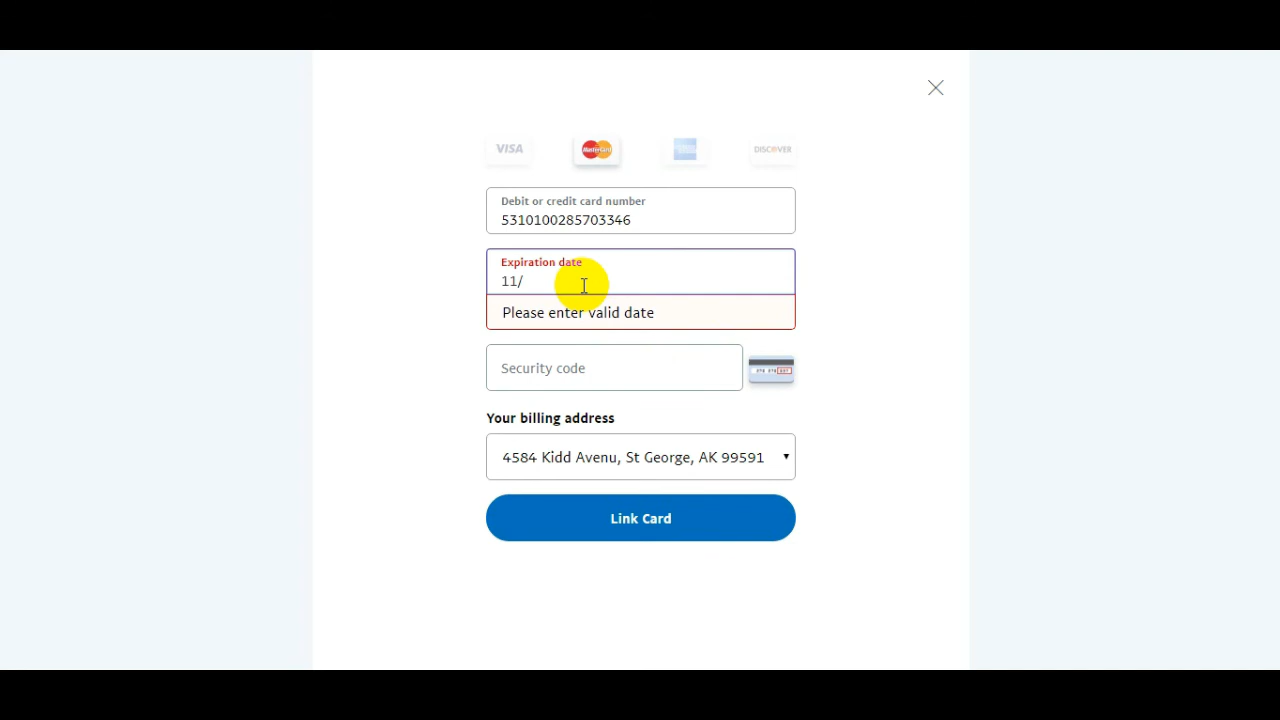 VISA MasterCard DISCOVER
Debit or credit card number
5310100285703346
Expiration date
11/
Please enter valid date
Security code
Your billing address
4584 Kidd Avenu, St George, AK 99591
Link Card